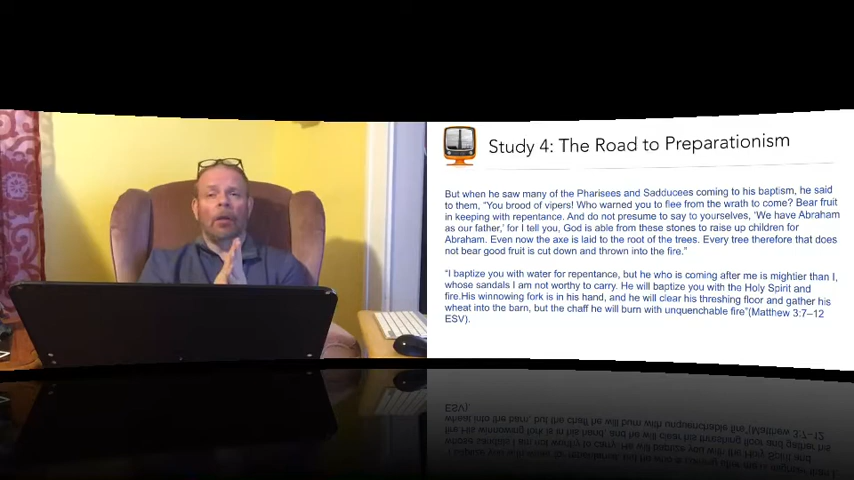 Study 4: The Road to Preparationism
But when he saw many of the Pharisees and Sadducees coming to his baptism, he said
to them, “You brood of vipers! Who warned you to flee from the wrath to come? Bear fruit
in keeping with repentance. And do not presume to say to yourselves, ‘We have Abraham
as our father,’ for I tell you, God is able from these stones to raise up children for
Abraham. Even now the axe is laid to the root of the trees. Every tree therefore that does
not bear good fruit is cut down and thrown into the fire.”
“I baptize you with water for repentance, but he who is coming after me is mightier than I,
whose sandals I am not worthy to carry. He will baptize you with the Holy Spirit and
fire.His winnowing fork is in his hand, and he will clear his threshing floor and gather his
wheat into the barn, but the chaff he will burn with unquenchable fire”(Matthew 3:7–12
ESV).